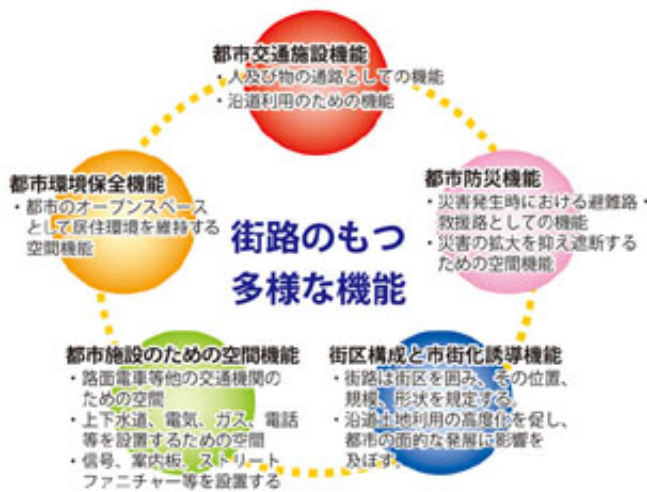 都市交通施設機能
・人及び物の通路としての機能
・沿道利用のための機能
都市環境保全機能
・都市のオープンスペース
として居住環境を維持する
空間機能
都市防災機能
・災害発生時における避難路・
救援路としての機能
・災害の拡大を抑え遮断する
ための空間機能
街路のもつ
多様な機能
都市施設のための空間機能
・路面電車等他の交通機関の
ための空間
・上下水道、電気、ガス、電話
等を設置するための空間
・信号、案内板、ストリート
ファニチャー等を設置する
街区構成と市街化誘導機能
・街路は街区を囲み、その位置、
規模、形状を規定する。
・沿道土地利用の高度化を促し、
都市の面的な発展に影響を
及ぼす。